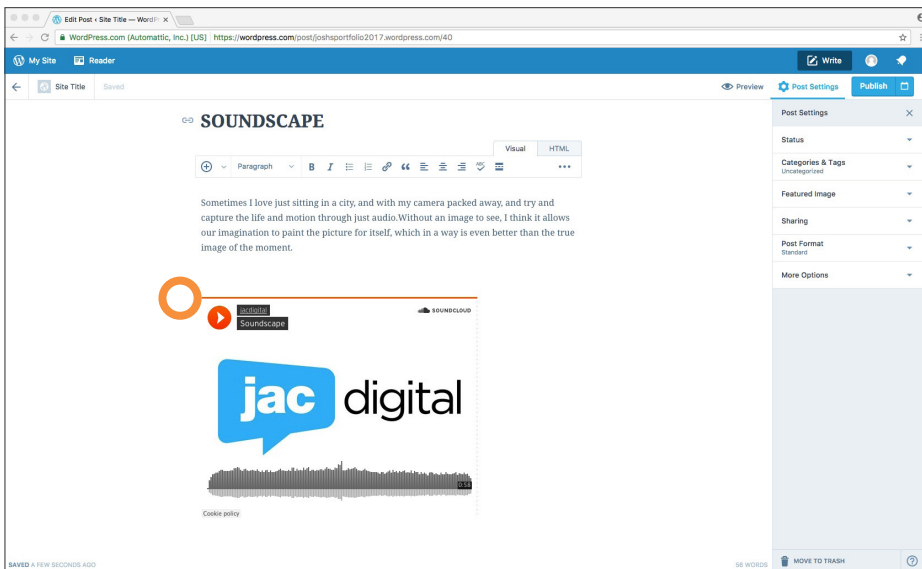 Edit Post ‹ Site Title — WordPr
WordPress.com (Automattic, Inc.) [US] https://wordpress.com/post/joshsportfolio2017.wordpress.com/40
My Site Reader Write
Site Title Saved Preview Post Settings Publish
SOUNDSCAPE
Visual HTML
Paragraph B I ABC
Sometimes I love just sitting in a city, and with my camera packed away, and try and
capture the life and motion through just audio.Without an image to see, I think it allows
our imagination to paint the picture for itself, which in a way is even better than the true
image of the moment.
jacdigital
Soundscape
SOUNDCLOUD
jac digital
0:58
Cookie policy
Post Settings
Status
Categories & Tags
Uncategorized
Featured Image
Sharing
Post Format
Standard
More Options
SAVED A FEW SECONDS AGO
58 WORDS
MOVE TO TRASH